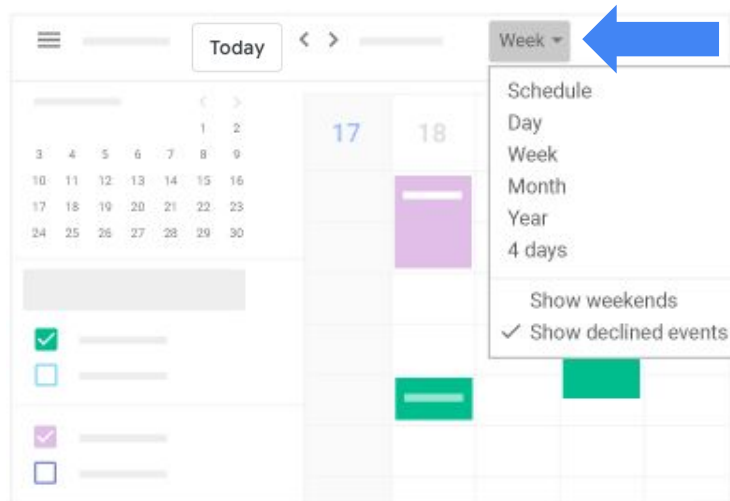 Today < > Week
Schedule
Day
Week
Month
Year
4 days
Show weekends
Show declined events
< >
1 2
3 4 5 6 7 8 9
10 11 12 13 14 15 16
17 18 19 20 21 22 23
24 25 26 27 28 29 30
17 18